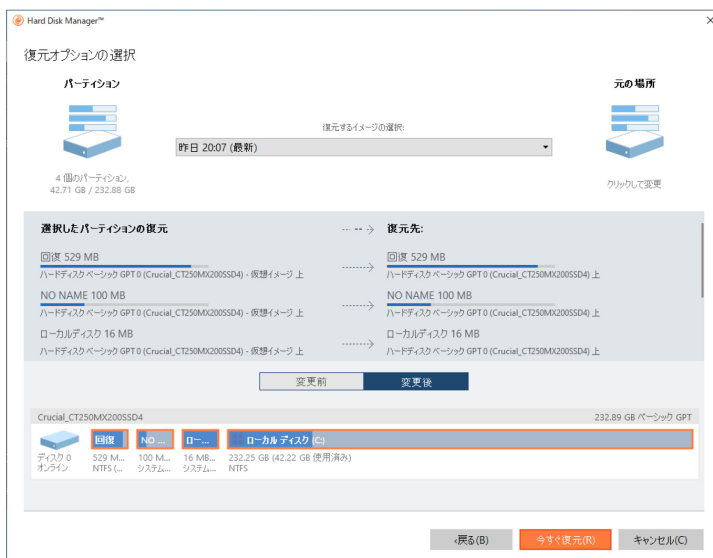 Hard Disk Manager™
復元オプションの選択
パーティション
元の場所
復元するイメージの選択:
昨日 20:07 (最新)
4 個のパーティション,
42.71 GB / 232.88 GB
クリックして変更
選択したパーティションの復元
復元先:
回復 529 MB
回復 529 MB
ハードディスク ベーシック GPT 0 (Crucial_CT250MX200SSD4) - 仮想イメージ 上
ハードディスク ベーシック GPT 0 (Crucial_CT250MX200SSD4) 上
NO NAME 100 MB
NO NAME 100 MB
ハードディスク ベーシック GPT 0 (Crucial_CT250MX200SSD4) - 仮想イメージ 上
ハードディスク ベーシック GPT 0 (Crucial_CT250MX200SSD4) 上
ローカルディスク 16 MB
ローカルディスク 16 MB
ハードディスク ベーシック GPT 0 (Crucial_CT250MX200SSD4) - 仮想イメージ 上
ハードディスク ベーシック GPT 0 (Crucial_CT250MX200SSD4) 上
変更前
変更後
Crucial_CT250MX200SSD4
232.89 GB ベーシック GPT
回復
NO ...
ロー...
ローカル ディスク (C:)
ディスク 0
オンライン
529 M...
NTFS (...
100 M...
システム...
16 MB...
システム...
232.25 GB (42.22 GB 使用済み)
NTFS
<戻る(B)
今すぐ復元(R)
キャンセル(C)